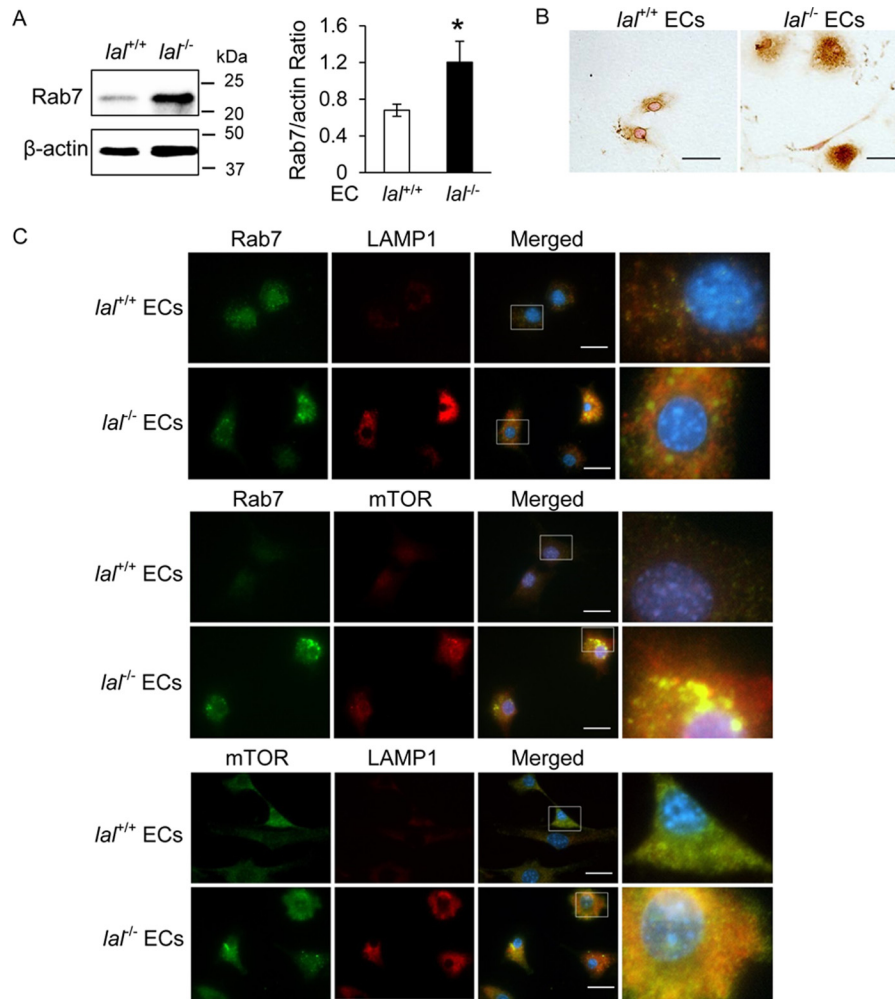 A
lal+/+ lal-/- kDa
Rab7
25
20
β-actin
50
37
Rab7/actin Ratio
1.6
1.2
0.8
0.4
0
*
EC lal+/+ lal-/-
B
lal+/+ ECs lal-/- ECs
C
Rab7 LAMP1 Merged
lal+/+ ECs
lal-/- ECs
Rab7 mTOR Merged
lal+/+ ECs
lal-/- ECs
mTOR LAMP1 Merged
lal+/+ ECs
lal-/- ECs